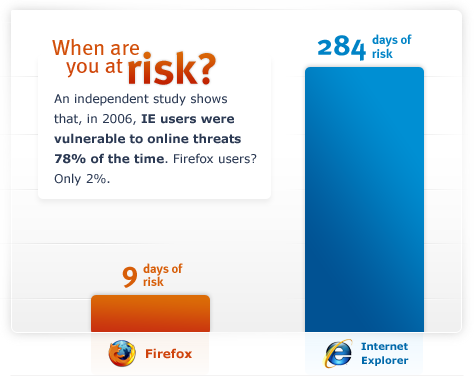 When are
you at risk?
An independent study shows
that, in 2006, IE users were
vulnerable to online threats
78% of the time. Firefox users?
Only 2%.
284 days of
risk
9 days of
risk
Firefox
Internet
Explorer